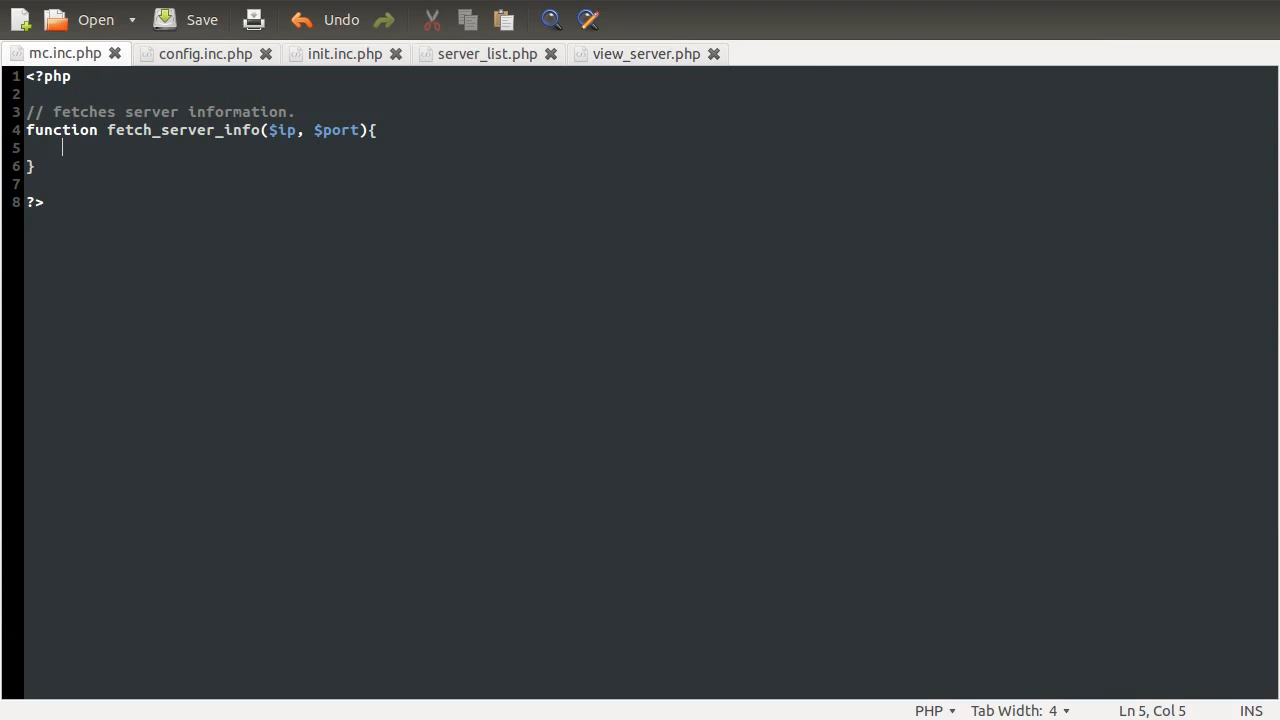 Open Save Undo
mc.inc.php config.inc.php init.inc.php server_list.php view_server.php
1 <?php
2
3 // fetches server information.
4 function fetch_server_info($ip, $port){
5
6 }
7
8 ?>
PHP Tab Width: 4 Ln 5, Col 5 INS